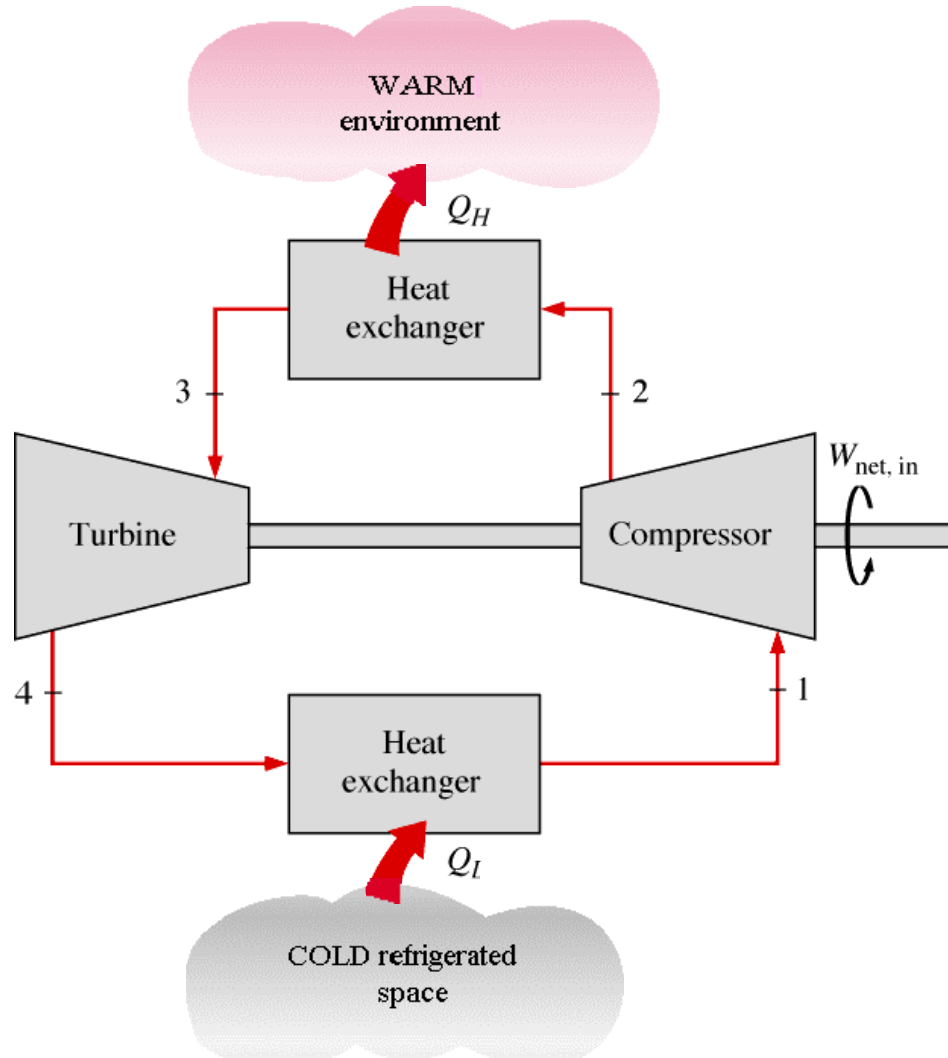 WARM
environment
Q_H
Heat
exchanger
3
2
W_net, in
Turbine
Compressor
4
1
Heat
exchanger
Q_L
COLD refrigerated
space